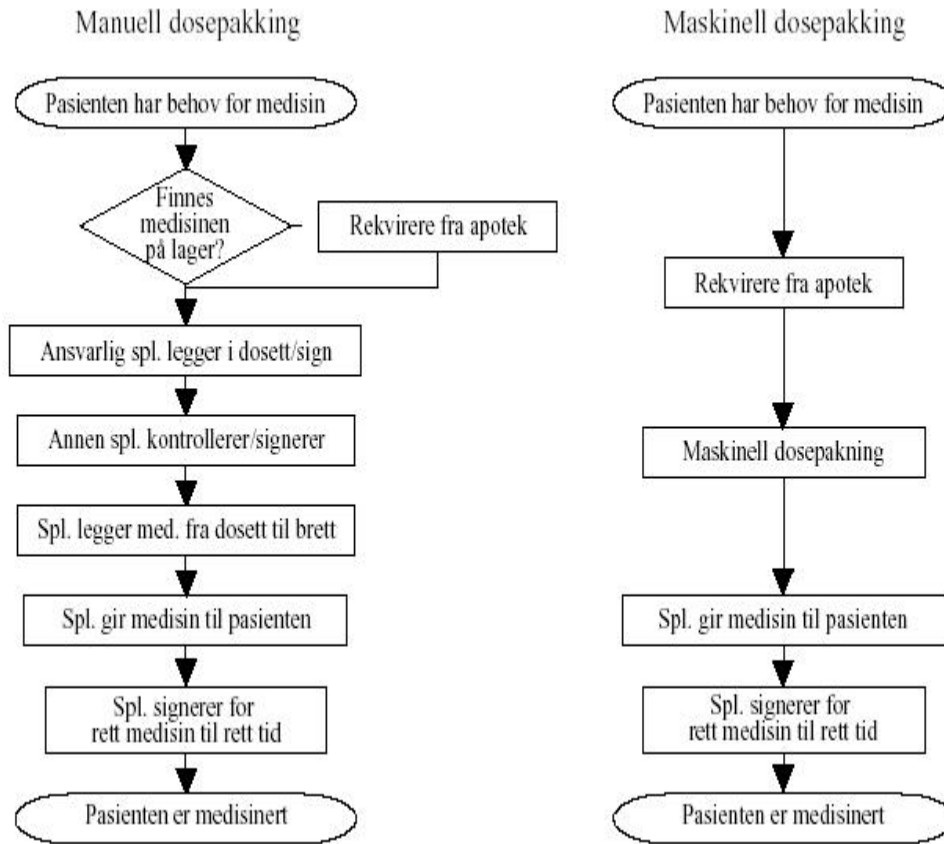 Manuell dosepakking
Pasienten har behov for medisin
Finnes
medisinen
på lager?
Rekvirere fra apotek
Ansvarlig spl. legger i dosett/sign
Annen spl. kontrollerer/signerer
Spl. legger med. fra dosett til brett
Spl. gir medisin til pasienten
Spl. signerer for
rett medisin til rett tid
Pasienten er medisinert
Maskinell dosepakking
Pasienten har behov for medisin
Rekvirere fra apotek
Maskinell dosepakning
Spl. gir medisin til pasienten
Spl. signerer for
rett medisin til rett tid
Pasienten er medisinert